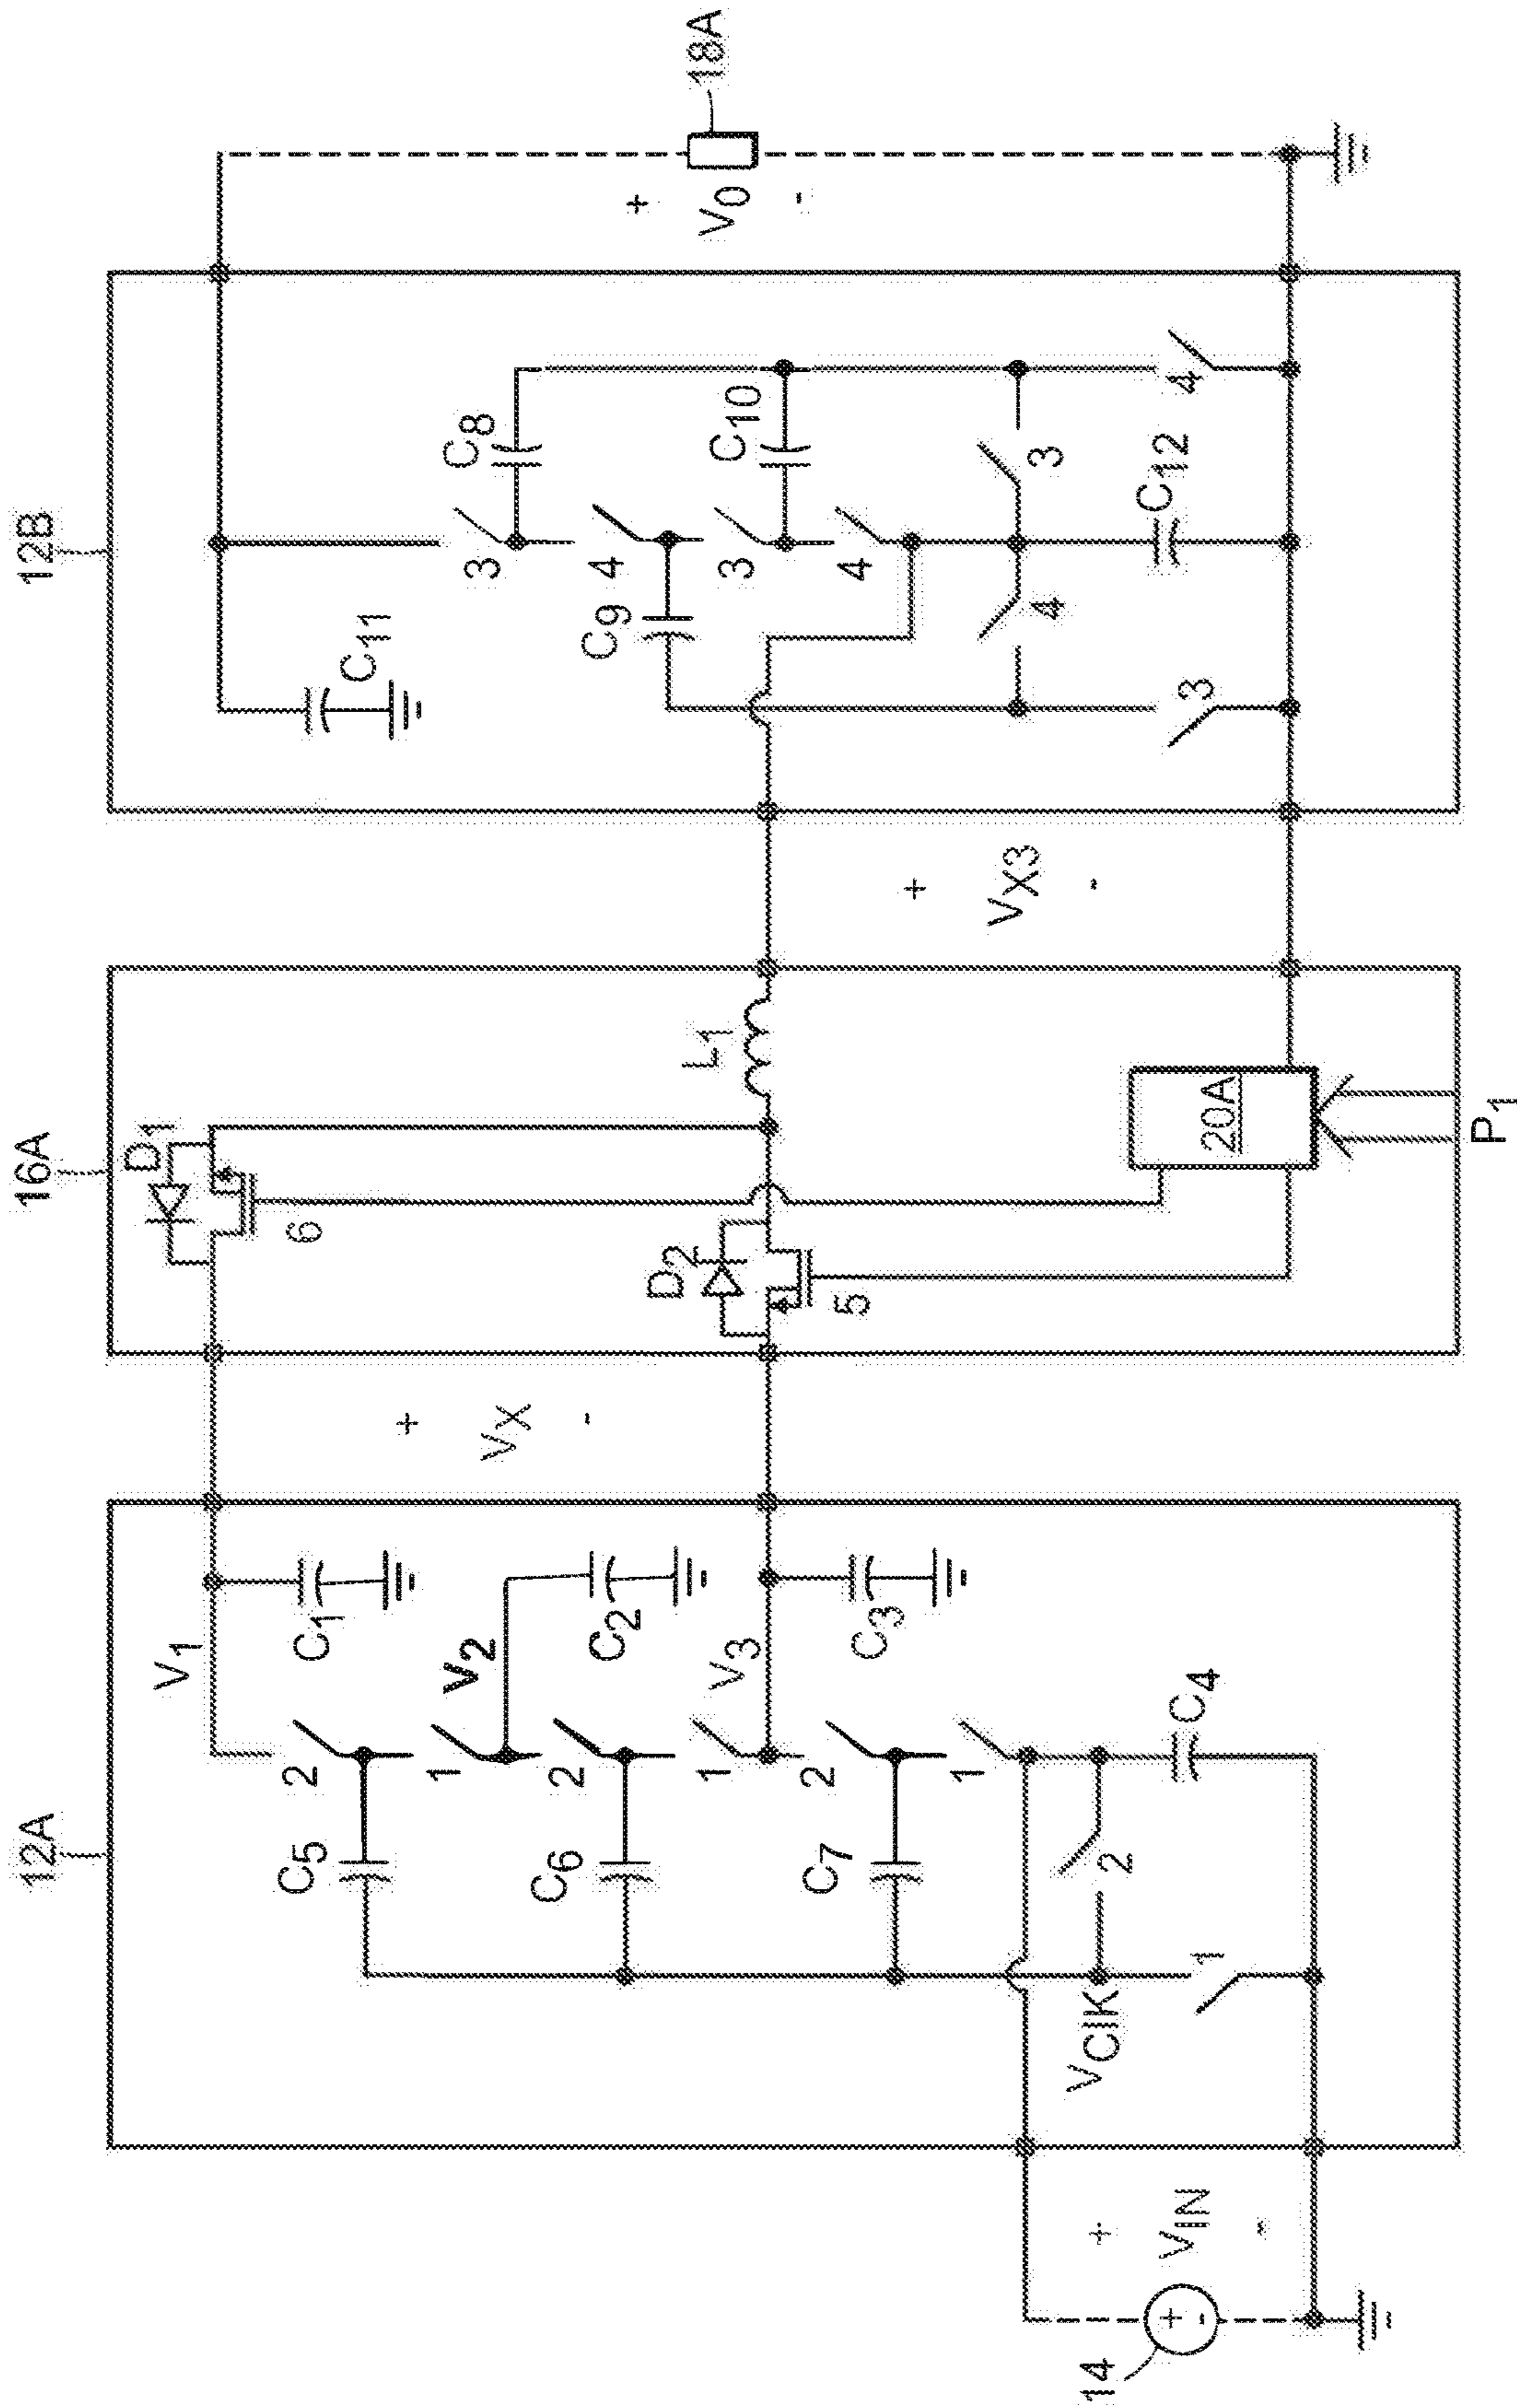 12A
16A
12B
V1
C1
C5
2
1
V2
C2
C6
2
1
V3
C3
C7
2
1
C4
2
VClK
1
14
+
-
+
VIN
-
+
VX
-
D1
6
D2
5
L1
20A
P1
+
VX3
-
C11
3
C8
4
C9
3
C10
4
4
3
C12
3
4
+
V0
-
18A